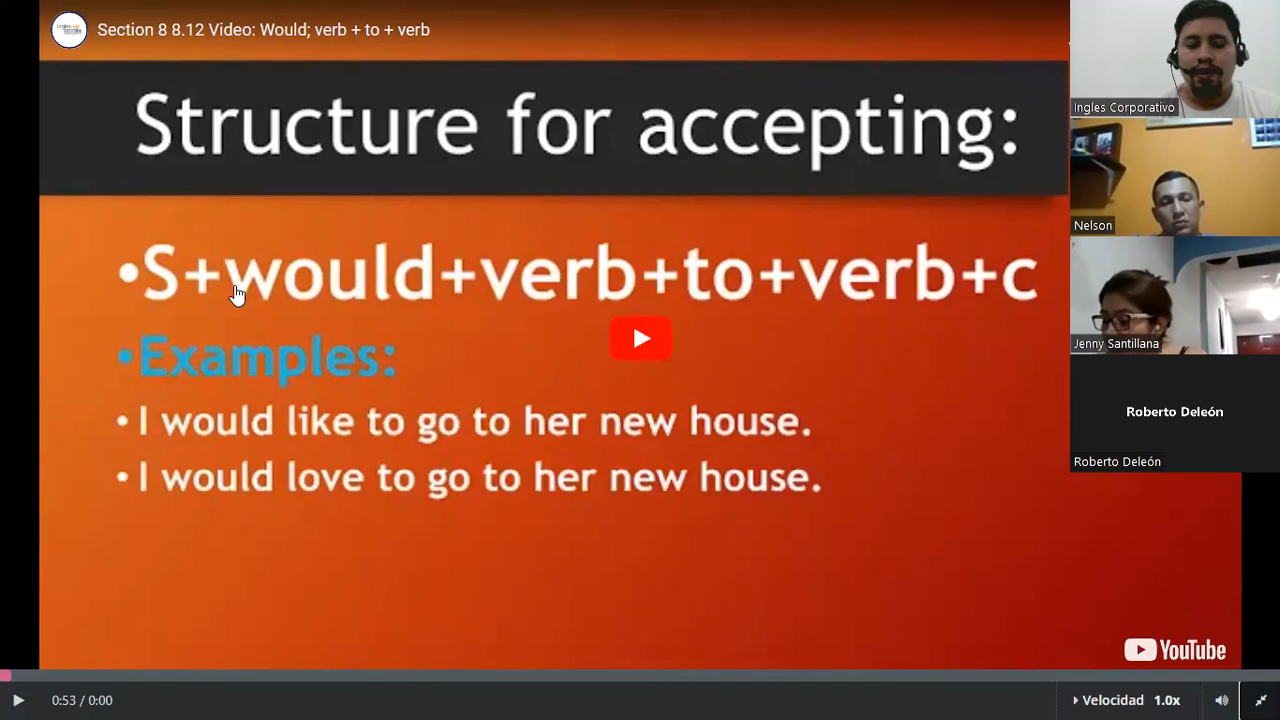 Section 8 8.12 Video: Would; verb + to + verb
Structure for accepting:
•S+would+verb+to+verb+c
•Examples:
• I would like to go to her new house.
• I would love to go to her new house.
Ingles Corporativo
Nelson
Jenny Santillana
Roberto Deleón
Roberto Deleón
YouTube
0:53 / 0:00
Velocidad 1.0x